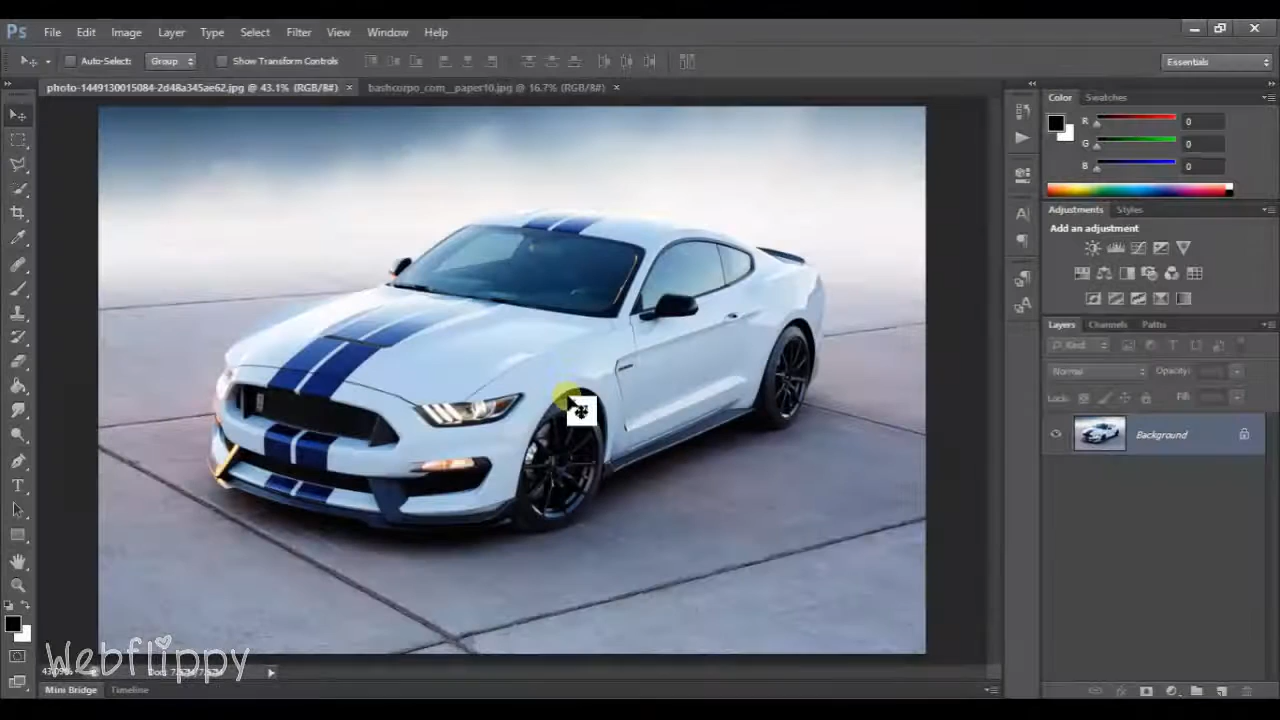 Ps File Edit Image Layer Type Select Filter View Window Help
Auto-Select: Group Show Transform Controls Essentials
photo-1449130015084-2d48a345ae62.jpg @ 43.1% (RGB/8#) × bashcorpo_com__paper10.jpg @ 16.7% (RGB/8#) ×
Color Swatches
R 0
G 0
B 0
Adjustments Styles
Add an adjustment
Layers Channels Paths
Kind
Normal Opacity:
Lock: Fill:
Background
Webflippy
Mini Bridge Timeline